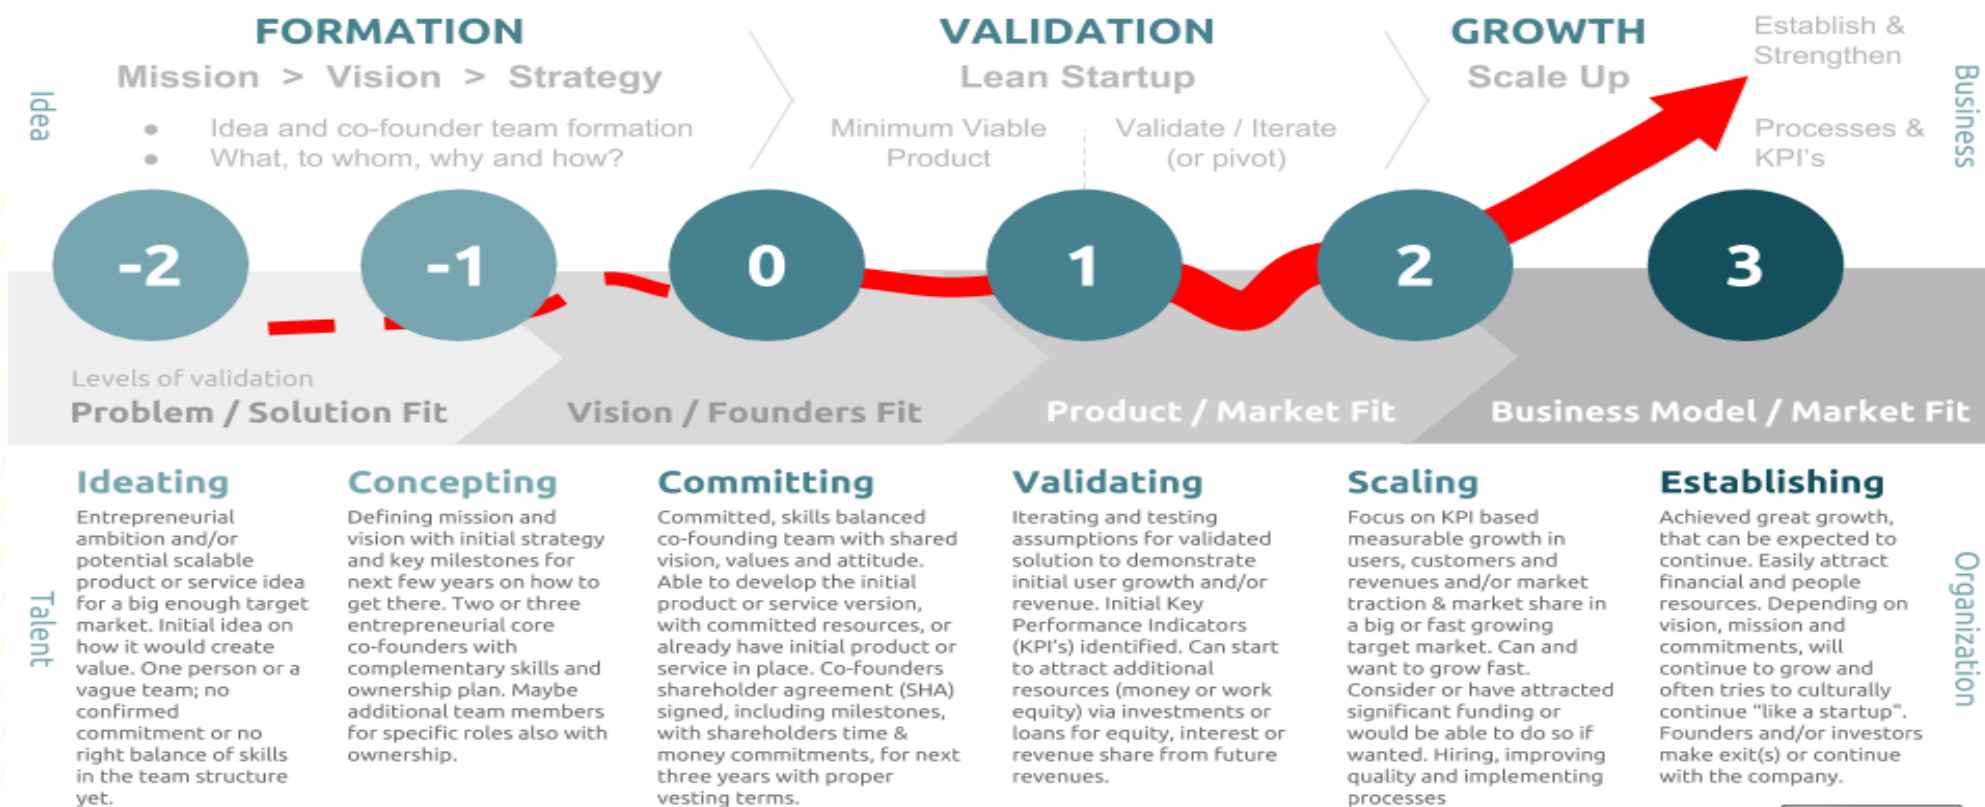 FORMATION
Mission > Vision > Strategy
● Idea and co-founder team formation
● What, to whom, why and how?
VALIDATION
Lean Startup
Minimum Viable
Product
Validate / Iterate
(or pivot)
GROWTH
Scale Up
Establish &
Strengthen
Processes &
KPI's
Idea
Business
-2
-1
0
1
2
3
Levels of validation
Problem / Solution Fit
Vision / Founders Fit
Product / Market Fit
Business Model / Market Fit
Talent
Organization
Ideating
Entrepreneurial
ambition and/or
potential scalable
product or service idea
for a big enough target
market. Initial idea on
how it would create
value. One person or a
vague team; no
confirmed
commitment or no
right balance of skills
in the team structure
yet.
Concepting
Defining mission and
vision with initial strategy
and key milestones for
next few years on how to
get there. Two or three
entrepreneurial core
co-founders with
complementary skills and
ownership plan. Maybe
additional team members
for specific roles also with
ownership.
Committing
Committed, skills balanced
co-founding team with shared
vision, values and attitude.
Able to develop the initial
product or service version,
with committed resources, or
already have initial product or
service in place. Co-founders
shareholder agreement (SHA)
signed, including milestones,
with shareholders time &
money commitments, for next
three years with proper
vesting terms.
Validating
Iterating and testing
assumptions for validated
solution to demonstrate
initial user growth and/or
revenue. Initial Key
Performance Indicators
(KPI's) identified. Can start
to attract additional
resources (money or work
equity) via investments or
loans for equity, interest or
revenue share from future
revenues.
Scaling
Focus on KPI based
measurable growth in
users, customers and
revenues and/or market
traction & market share in
a big or fast growing
target market. Can and
want to grow fast.
Consider or have attracted
significant funding or
would be able to do so if
wanted. Hiring, improving
quality and implementing
processes
Establishing
Achieved great growth,
that can be expected to
continue. Easily attract
financial and people
resources. Depending on
vision, mission and
commitments, will
continue to grow and
often tries to culturally
continue "like a startup".
Founders and/or investors
make exit(s) or continue
with the company.